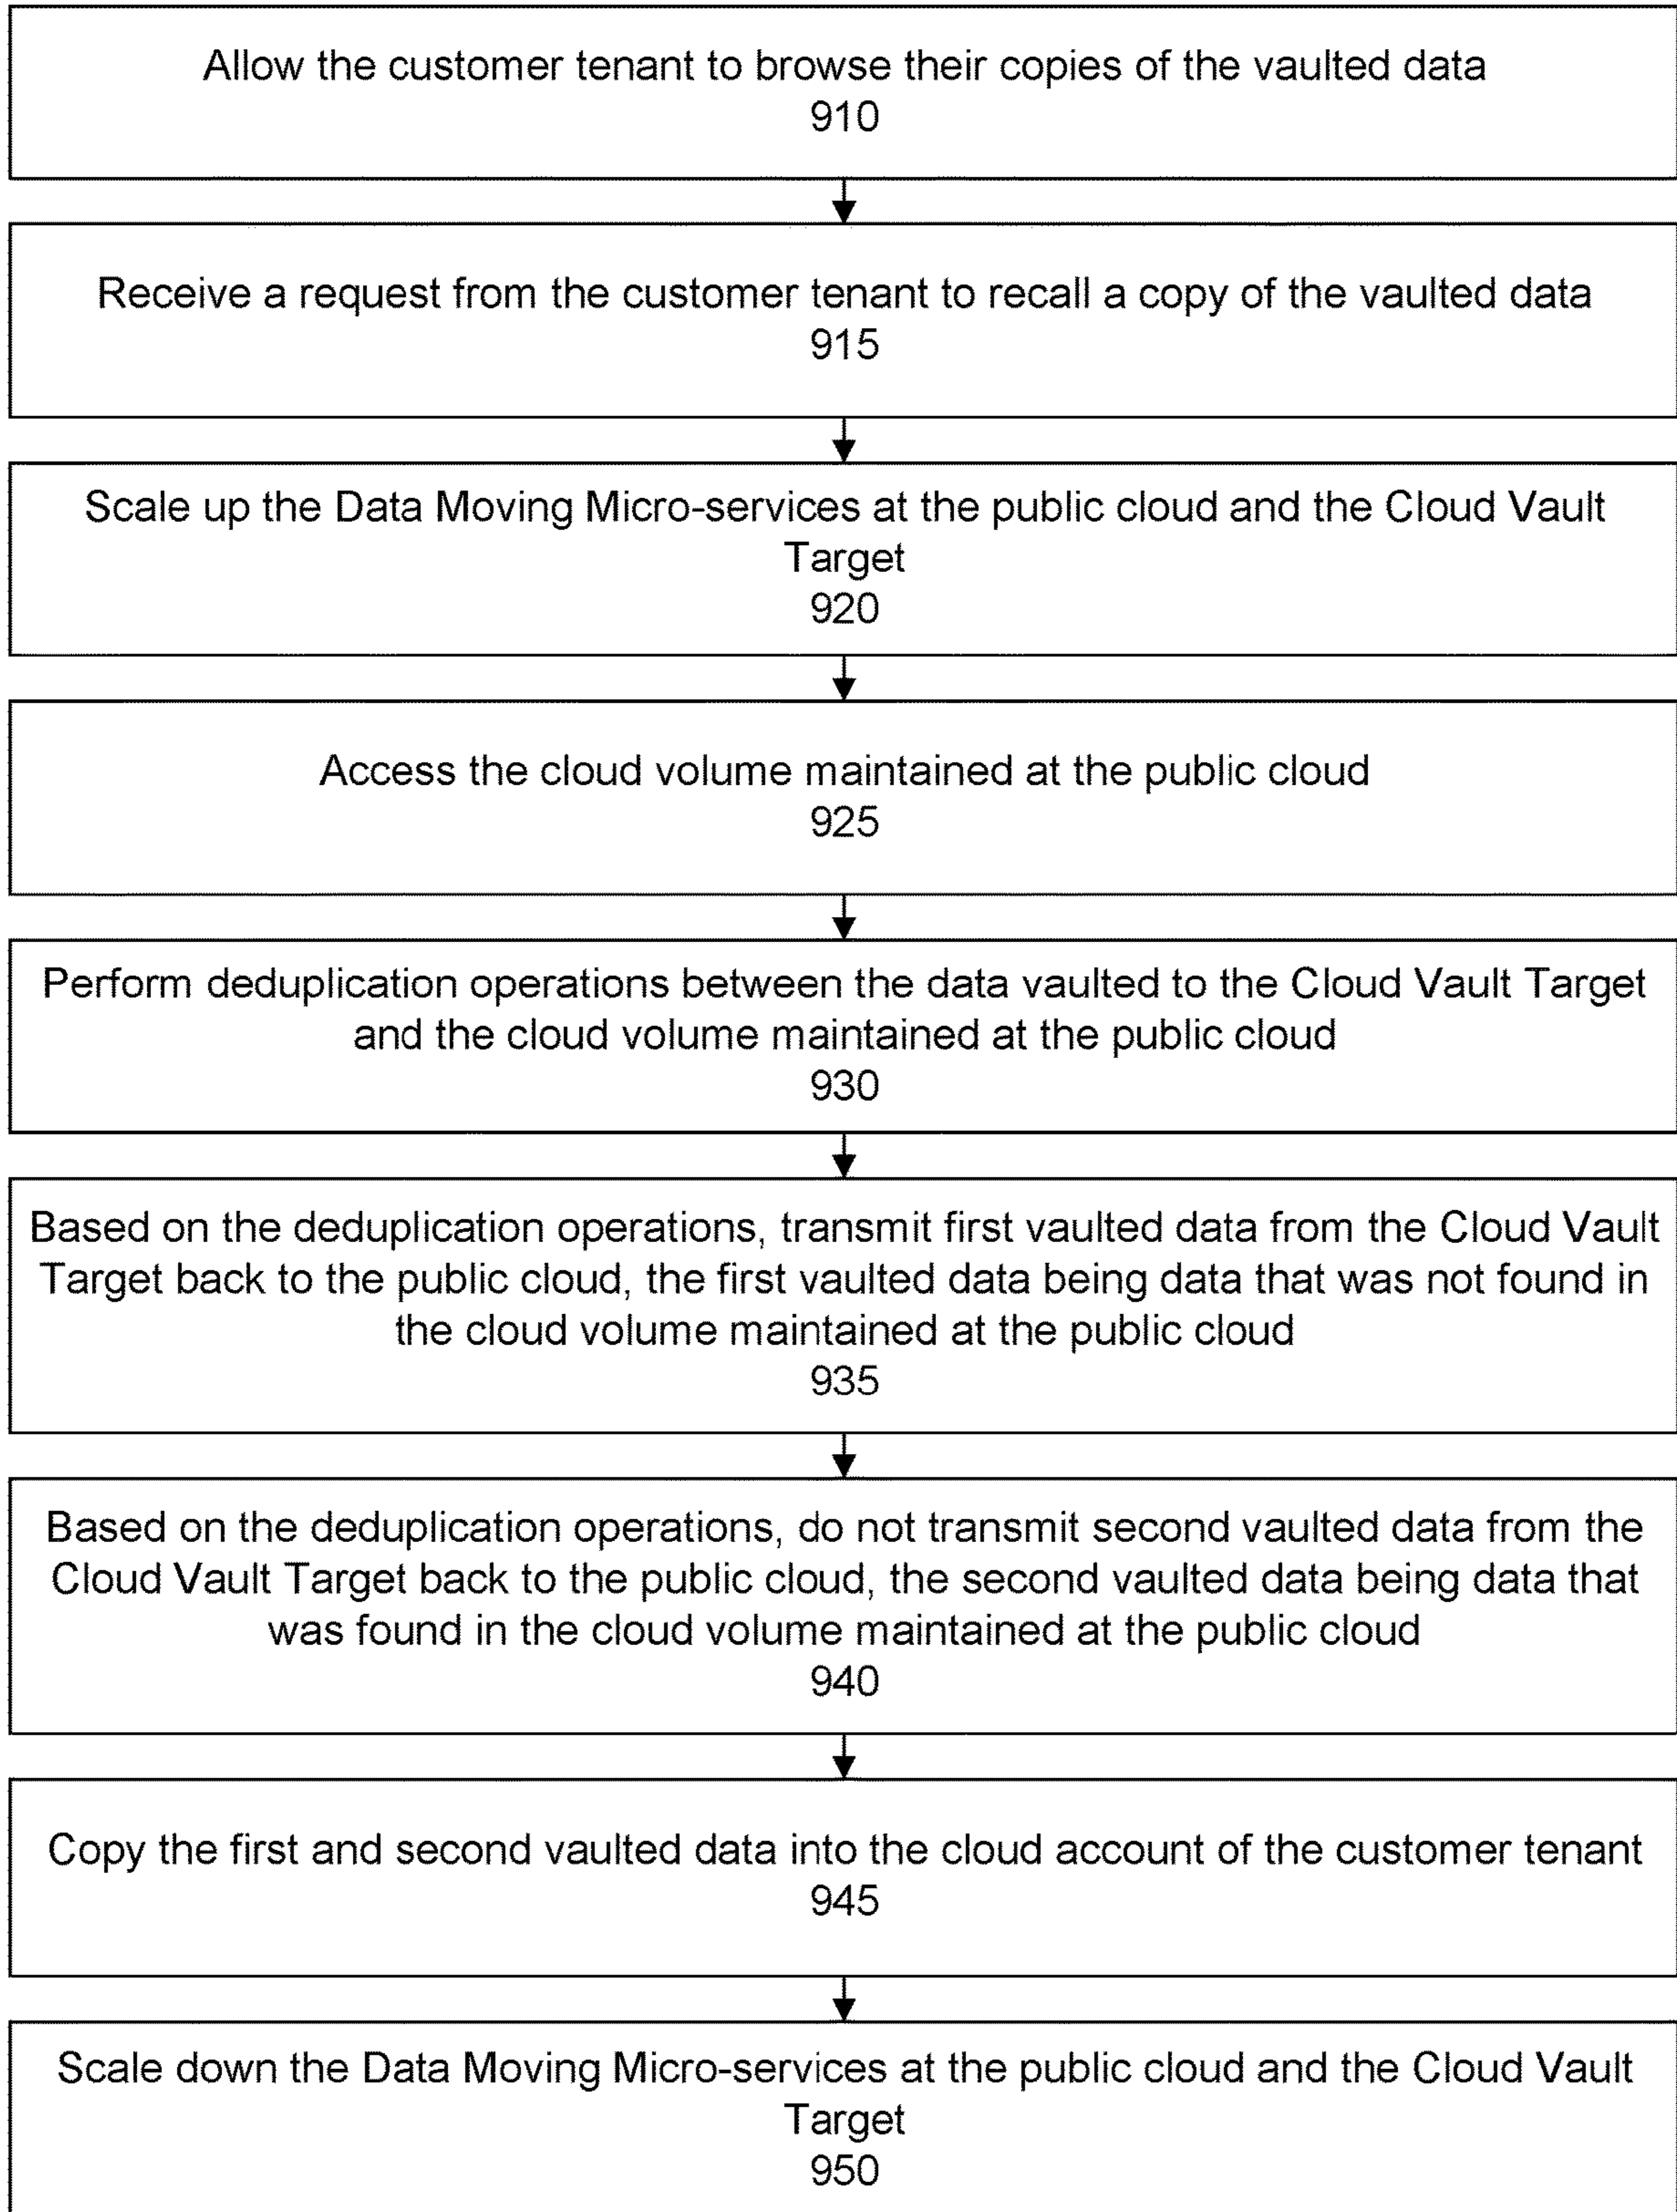 Allow the customer tenant to browse their copies of the vaulted data
910
Receive a request from the customer tenant to recall a copy of the vaulted data
915
Scale up the Data Moving Micro-services at the public cloud and the Cloud Vault
Target
920
Access the cloud volume maintained at the public cloud
925
Perform deduplication operations between the data vaulted to the Cloud Vault Target
and the cloud volume maintained at the public cloud
930
Based on the deduplication operations, transmit first vaulted data from the Cloud Vault
Target back to the public cloud, the first vaulted data being data that was not found in
the cloud volume maintained at the public cloud
935
Based on the deduplication operations, do not transmit second vaulted data from the
Cloud Vault Target back to the public cloud, the second vaulted data being data that
was found in the cloud volume maintained at the public cloud
940
Copy the first and second vaulted data into the cloud account of the customer tenant
945
Scale down the Data Moving Micro-services at the public cloud and the Cloud Vault
Target
950